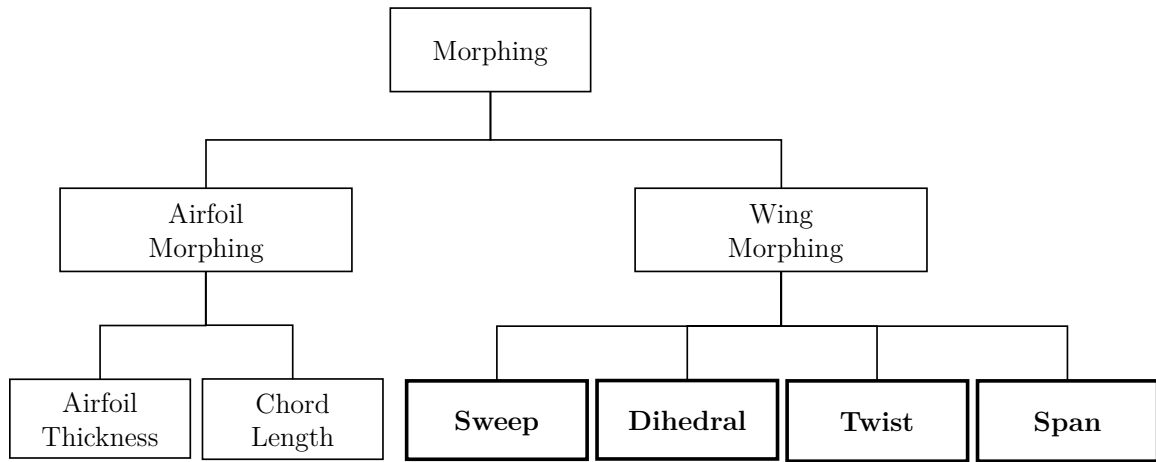 Morphing
Airfoil
Morphing
Wing
Morphing
Airfoil
Thickness
Chord
Length
Sweep
Dihedral
Twist
Span